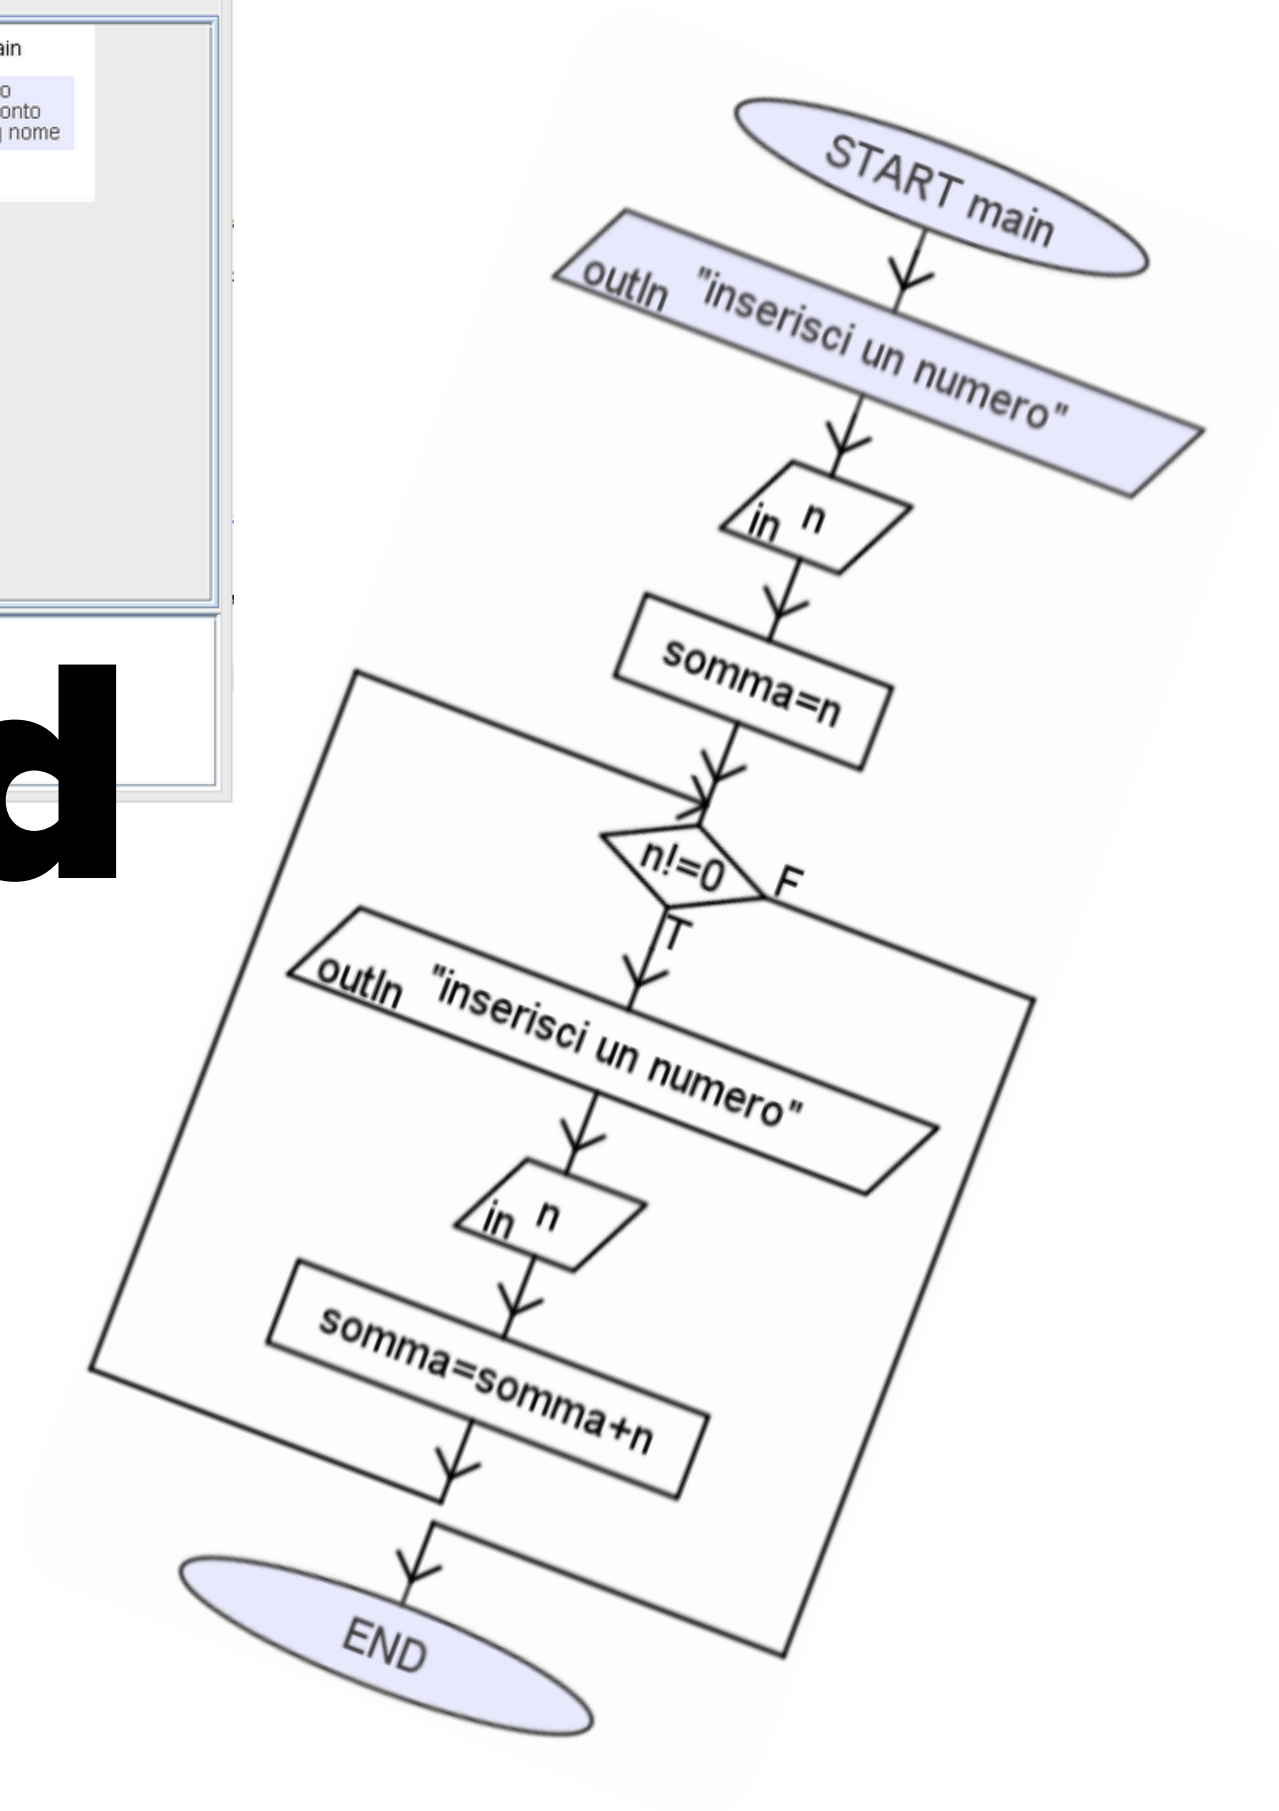 ain
o
onto
nome
d
START main
outln "inserisci un numero"
in n
somma=n
n!=0
F
T
outln "inserisci un numero"
in n
somma=somma+n
END